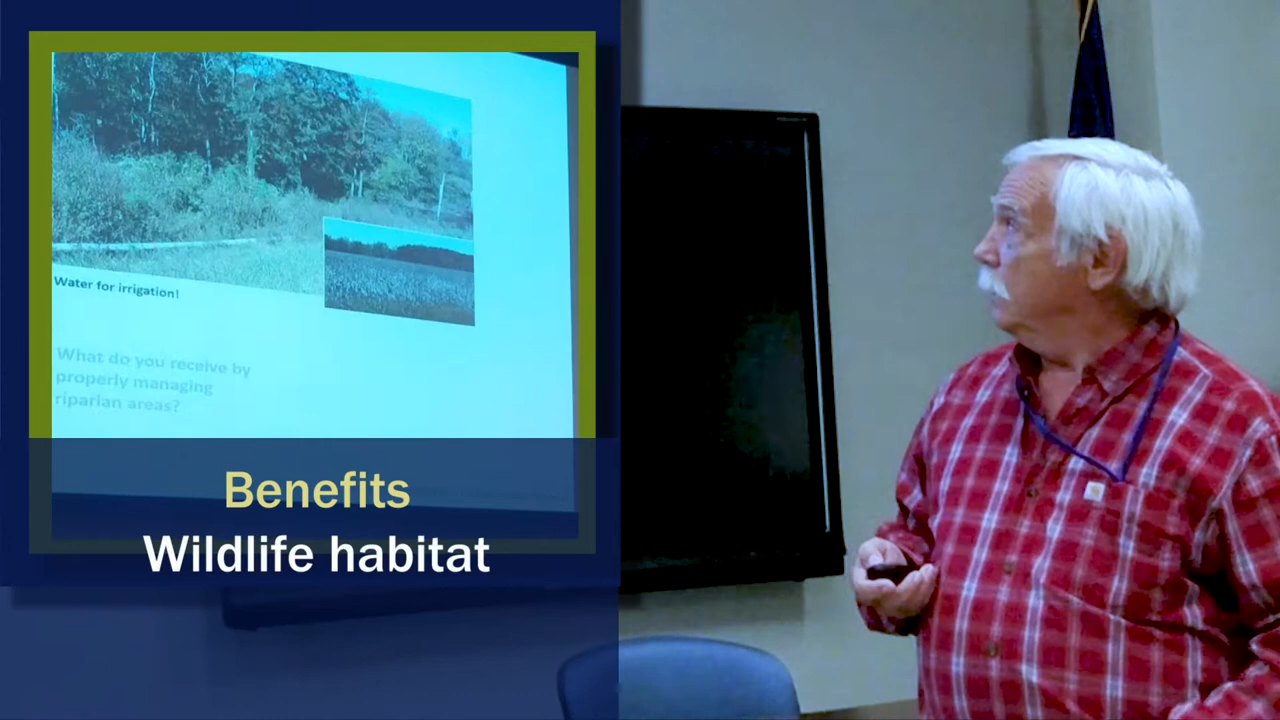 Water for irrigation!
What do you receive by
properly managing
riparian areas?
Benefits
Wildlife habitat